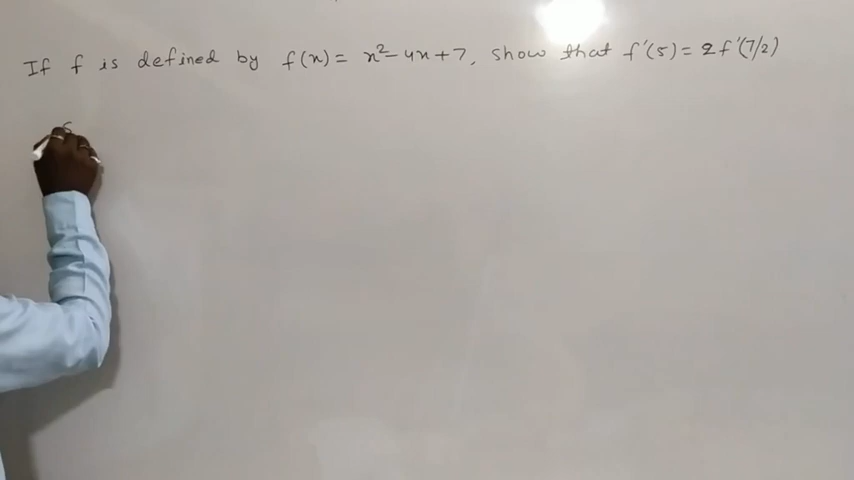 If f is defined by f(x) = x²-4x+7, show that f'(5) = 2f'(7/2)